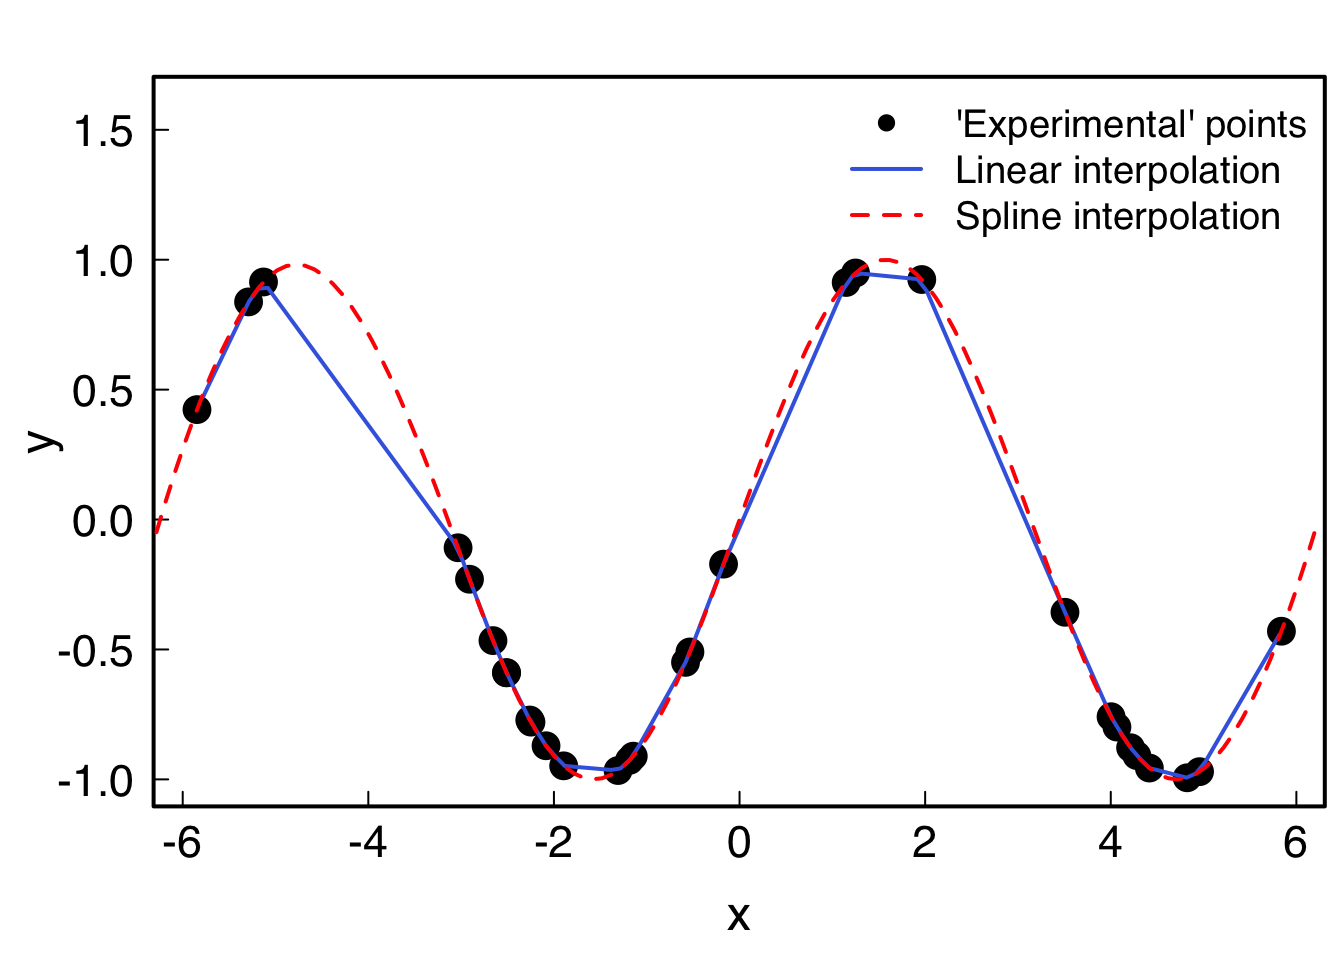 'Experimental' points
Linear interpolation
Spline interpolation
1.5
1.0
0.5
0.0
-0.5
-1.0
y
-6 -4 -2 0 2 4 6
x